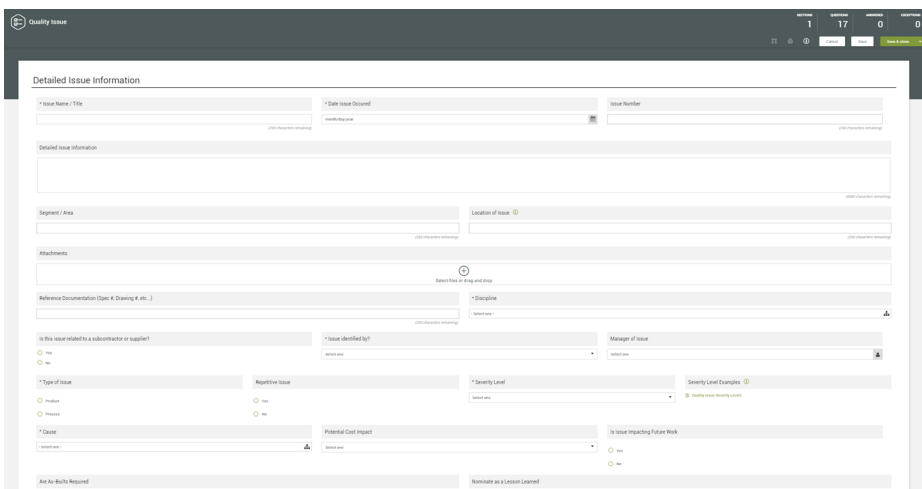 Quality Issue
SECTIONS QUESTIONS ANSWERED EXCEPTIONS
1 17 0 0
Cancel Save Save & close
Detailed Issue Information
* Issue Name / Title * Date Issue Occured Issue Number
month/day/year
Detailed Issue Information
Segment / Area Location of Issue
Attachments
Select files or drag and drop
Reference Documentation (Spec #, Drawing #, etc...) * Discipline
- Select one -
Is this issue related to a subcontractor or supplier? * Issue identified by? Manager of Issue
Yes Select one Select one
No
* Type of Issue Repetitive Issue * Severity Level Severity Level Examples
Select one Quality Issue Severity Levels
Product Yes
Process No
* Cause Potential Cost Impact Is Issue Impacting Future Work
- Select one - Select one Yes
No
Are As-Builts Required Nominate as a Lesson Learned